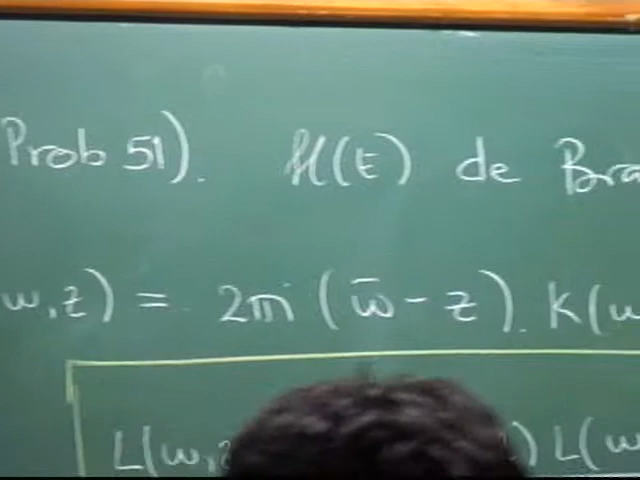 Prob 51). H(E) de Bra
w,z) = 2πi (w̄ - z). K(w
L(w,z ) L(w